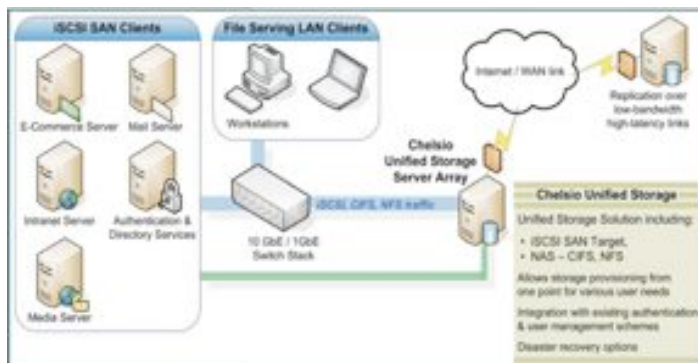 iSCSI SAN Clients
E-Commerce Server
Mail Server
Intranet Server
Authentication &
Directory Services
Media Server
File Serving LAN Clients
Workstations
10 GbE / 1GbE
Switch Stack
iSCSI, CIFS, NFS traffic
Chelsio
Unified Storage
Server Array
Internet / WAN link
Replication over
low-bandwidth
high-latency links
Chelsio Unified Storage
Unified Storage Solution including:
• iSCSI SAN Target,
• NAS – CIFS, NFS
Allows storage provisioning from
one point for various user needs
Integration with existing authentication
& user management schemes
Disaster recovery options